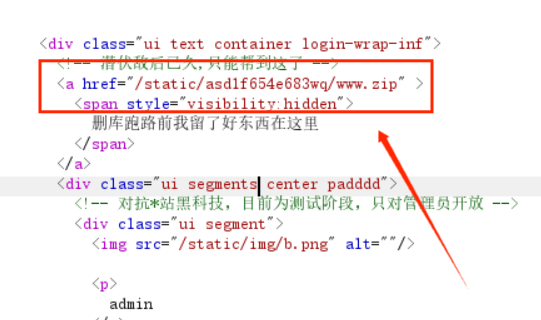 <div class="ui text container login-wrap-inf">
<!-- 潜伏敌后已久,只能帮到这了 -->
<a href="/static/asd1f654e683wq/www.zip" >
<span style="visibility:hidden">
删库跑路前我留了好东西在这里
</span>
</a>
<div class="ui segments center padddd">
<!-- 对抗*站黑科技，目前为测试阶段，只对管理员开放 -->
<div class="ui segment">
<img src="/static/img/b.png" alt=""/>
<p>
admin